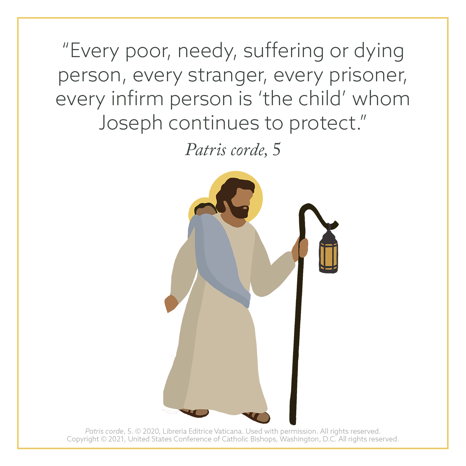 “Every poor, needy, suffering or dying
person, every stranger, every prisoner,
every infirm person is ‘the child’ whom
Joseph continues to protect.”
Patris corde, 5
Patris corde, 5. © 2020, Libreria Editrice Vaticana. Used with permission. All rights reserved.
Copyright © 2021, United States Conference of Catholic Bishops, Washington, D.C. All rights reserved.